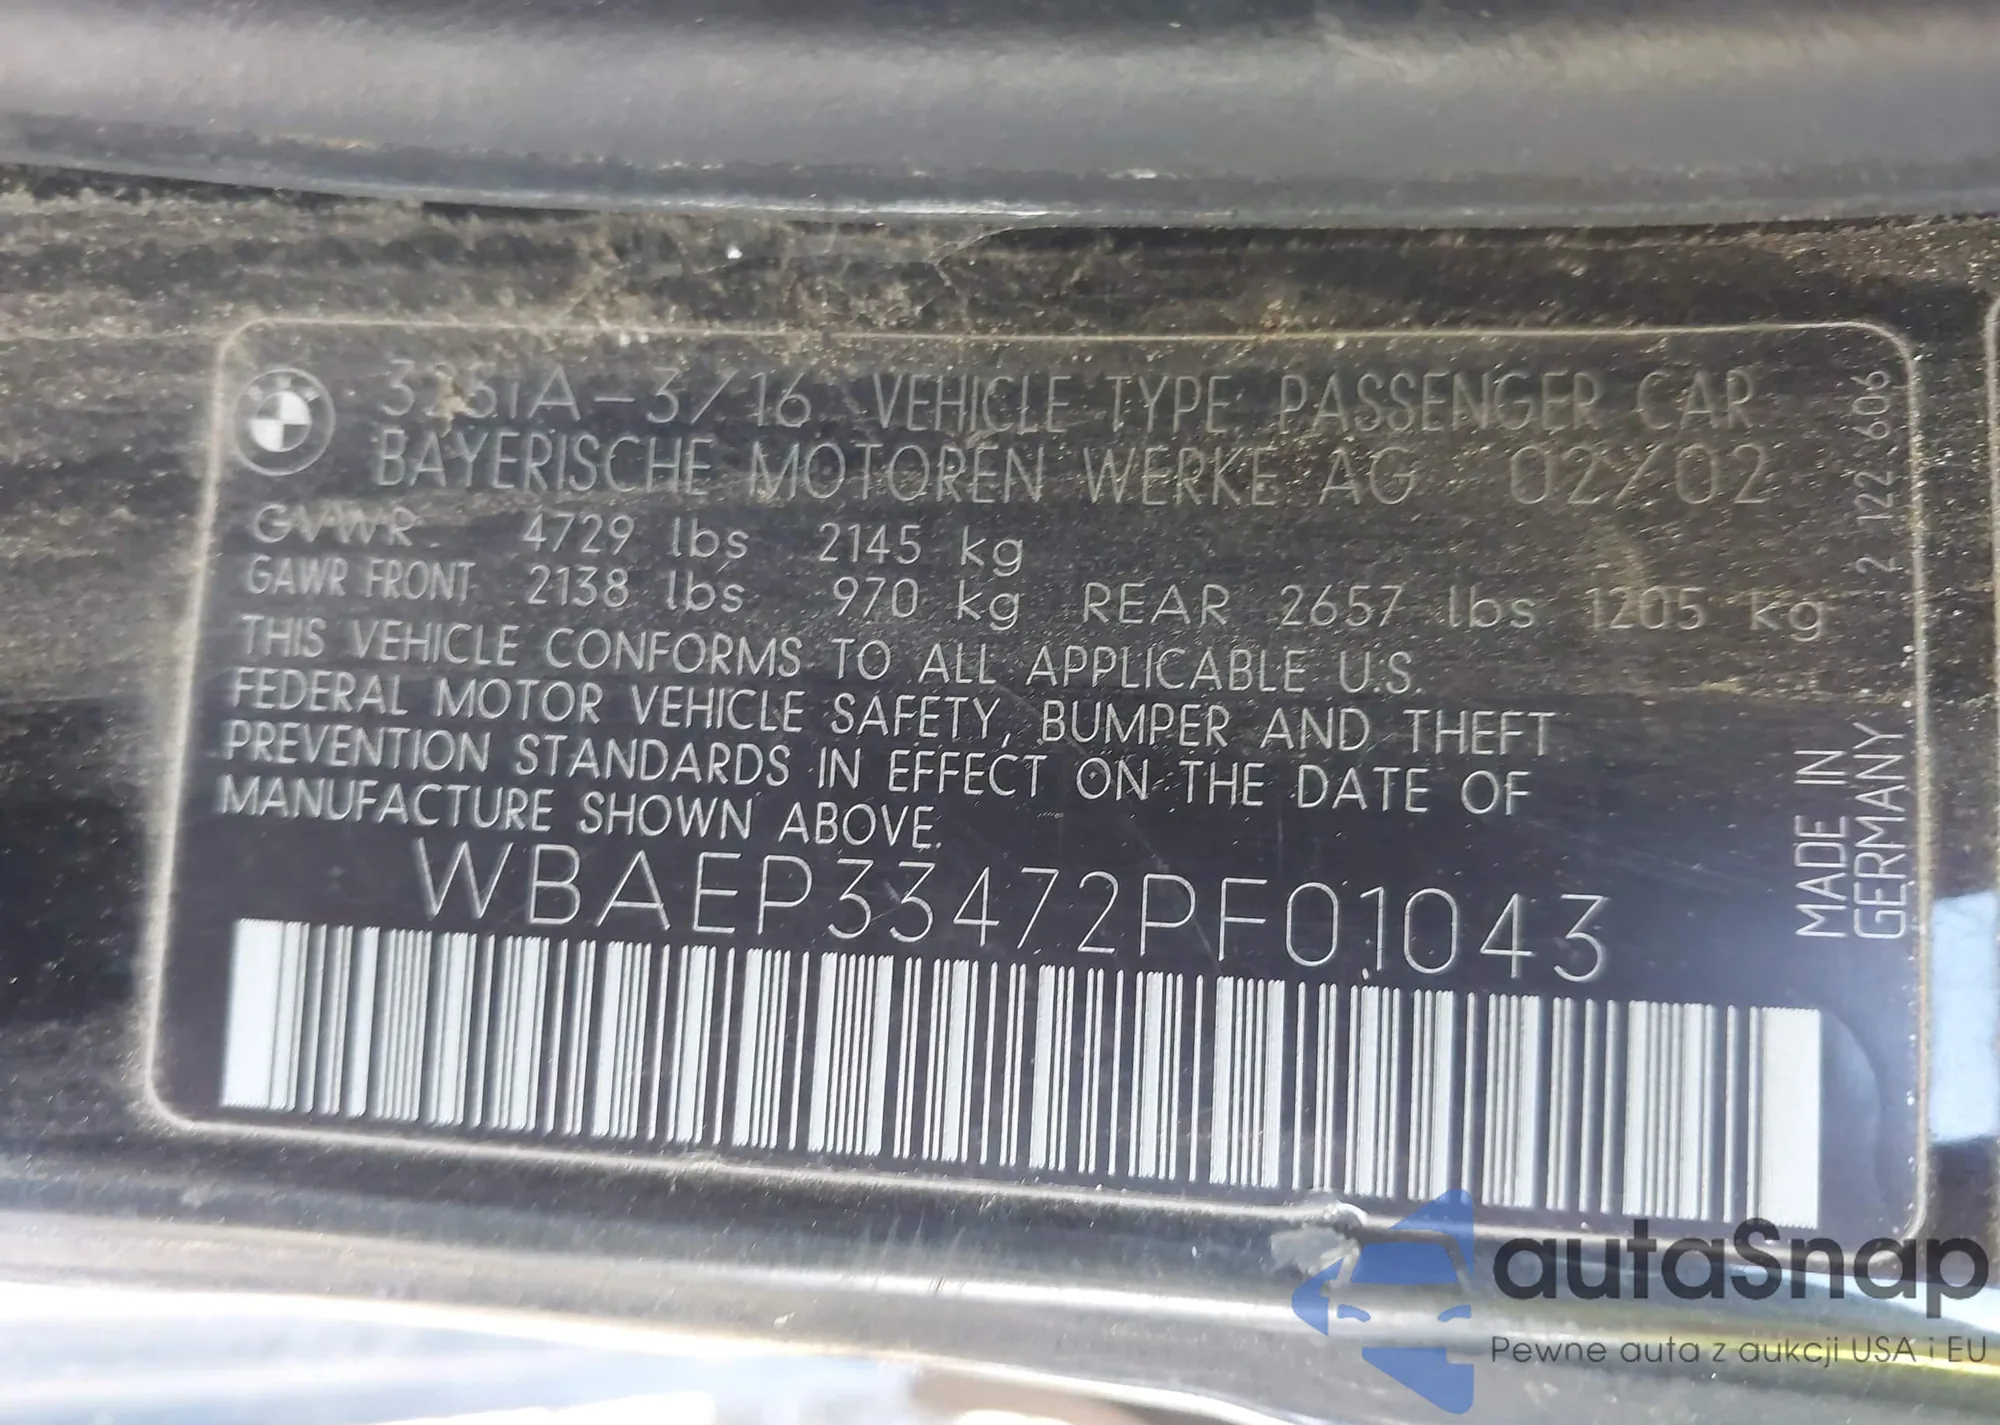 325iA-3/16 VEHICLE TYPE PASSENGER CAR
BAYERISCHE MOTOREN WERKE AG 02/02
GVWR 4729 lbs 2145 kg
GAWR FRONT 2138 lbs 970 kg REAR 2657 lbs 1205 kg
THIS VEHICLE CONFORMS TO ALL APPLICABLE U.S.
FEDERAL MOTOR VEHICLE SAFETY, BUMPER AND THEFT
PREVENTION STANDARDS IN EFFECT ON THE DATE OF
MANUFACTURE SHOWN ABOVE.
WBAEP33472PF01043
2 122 606
MADE IN
GERMANY
autaSnap
Pewne auta z aukcji USA i EU